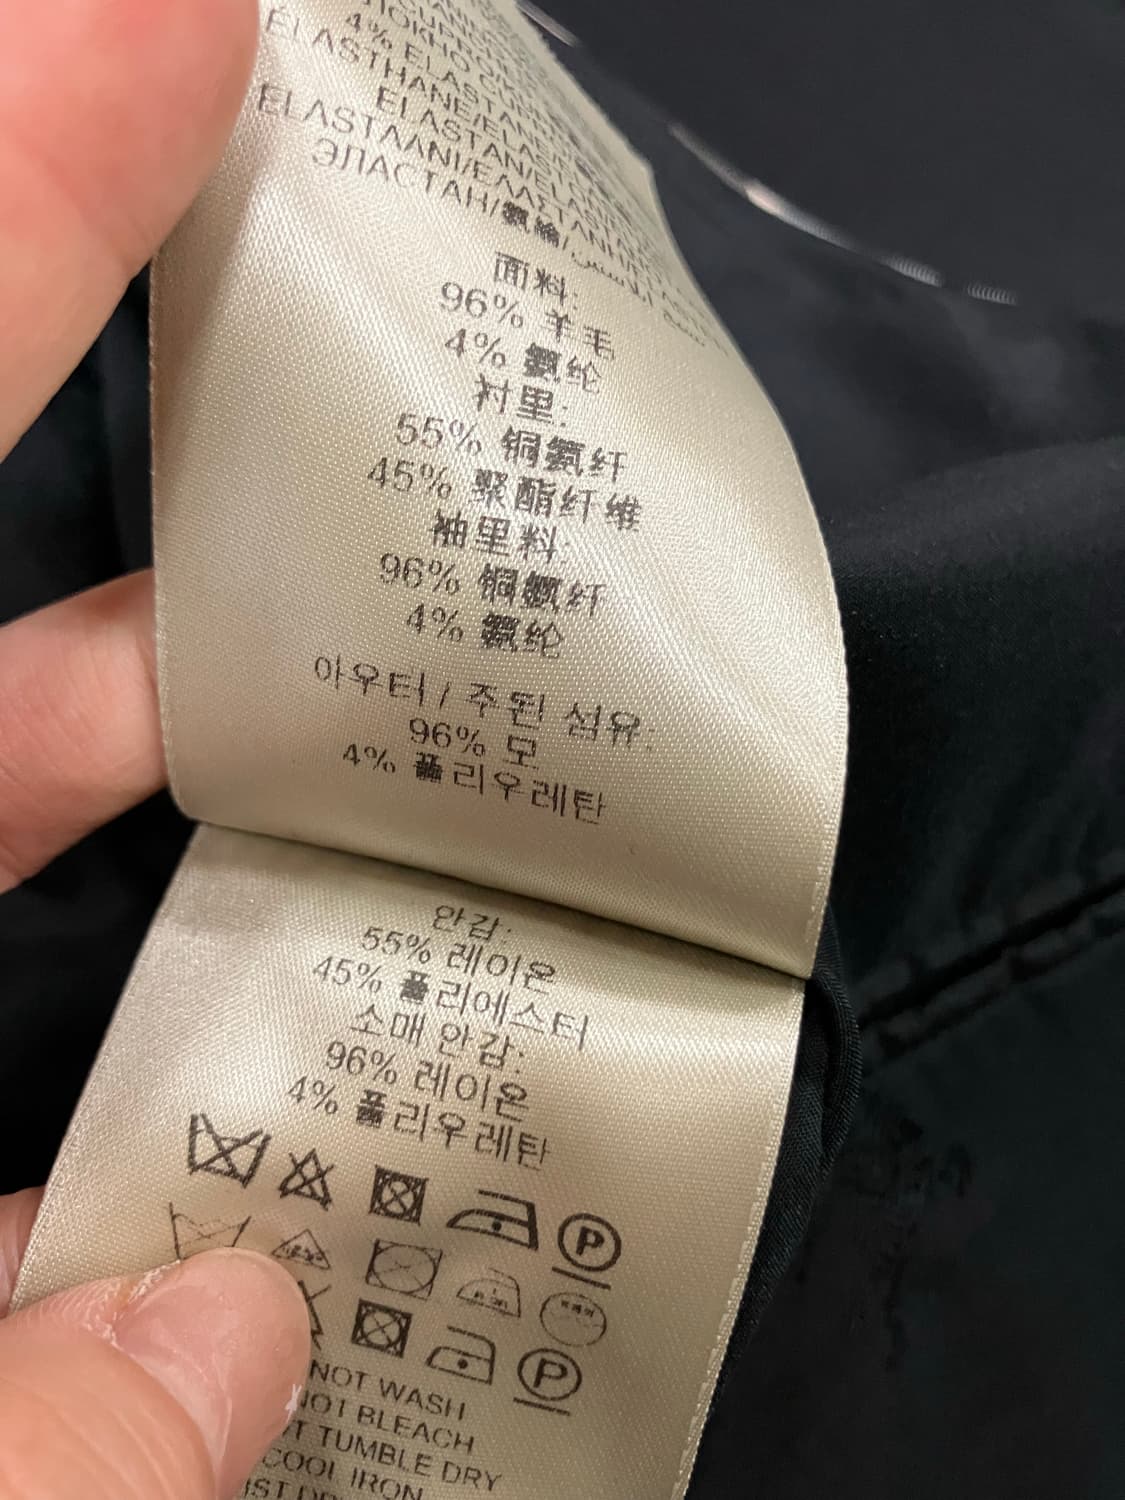 4% ELAST
ELASTHANE/ELAS
ELASTAN/ELAST
ELASTAANI/ΕΛΑΣΤΑΝΗ
ЭЛАСТАН/氨綸/
面料:
96% 羊毛
4% 氨纶
衬里:
55% 铜氨纤
45% 聚酯纤维
袖里料:
96% 铜氨纤
4% 氨纶
아우터 / 주된 섬유:
96% 모
4% 폴리우레탄
안감:
55% 레이온
45% 폴리에스터
소매 안감:
96% 레이온
4% 폴리우레탄
P
P
NOT WASH
NOT BLEACH
T TUMBLE DRY
COOL IRON